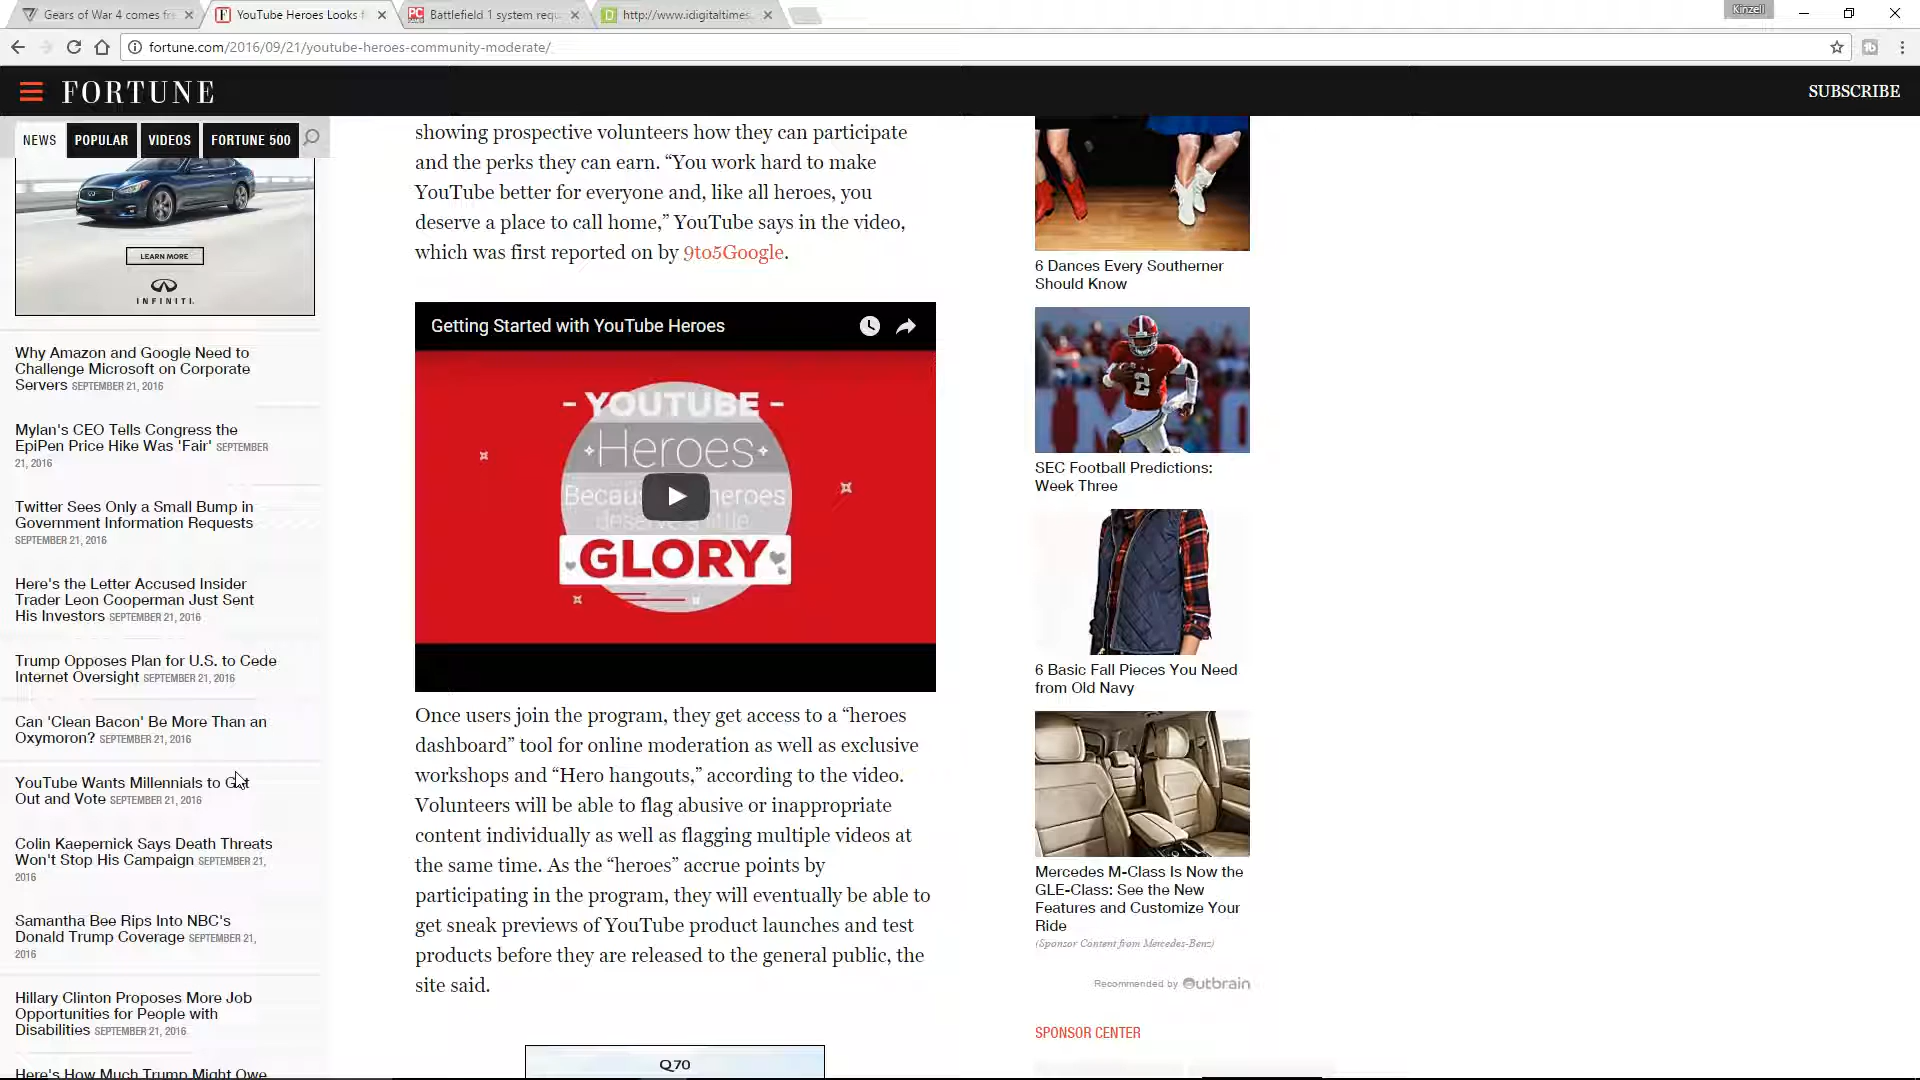 Gears of War 4 comes fre
YouTube Heroes Looks f
Battlefield 1 system requ
http://www.idigitaltimes.
Kinzell
fortune.com/2016/09/21/youtube-heroes-community-moderate/
FORTUNE
SUBSCRIBE
NEWS
POPULAR
VIDEOS
FORTUNE 500
LEARN MORE
INFINITI.
Why Amazon and Google Need to
Challenge Microsoft on Corporate
Servers SEPTEMBER 21, 2016
Mylan's CEO Tells Congress the
EpiPen Price Hike Was 'Fair' SEPTEMBER
21, 2016
Twitter Sees Only a Small Bump in
Government Information Requests
SEPTEMBER 21, 2016
Here's the Letter Accused Insider
Trader Leon Cooperman Just Sent
His Investors SEPTEMBER 21, 2016
Trump Opposes Plan for U.S. to Cede
Internet Oversight SEPTEMBER 21, 2016
Can 'Clean Bacon' Be More Than an
Oxymoron? SEPTEMBER 21, 2016
YouTube Wants Millennials to Get
Out and Vote SEPTEMBER 21, 2016
Colin Kaepernick Says Death Threats
Won't Stop His Campaign SEPTEMBER 21,
2016
Samantha Bee Rips Into NBC's
Donald Trump Coverage SEPTEMBER 21,
2016
Hillary Clinton Proposes More Job
Opportunities for People with
Disabilities SEPTEMBER 21, 2016
Here's How Much Trump Might Owe
showing prospective volunteers how they can participate
and the perks they can earn. “You work hard to make
YouTube better for everyone and, like all heroes, you
deserve a place to call home,” YouTube says in the video,
which was first reported on by 9to5Google.
Getting Started with YouTube Heroes
- YOUTUBE -
Heroes
heroes
GLORY
Once users join the program, they get access to a “heroes
dashboard” tool for online moderation as well as exclusive
workshops and “Hero hangouts,” according to the video.
Volunteers will be able to flag abusive or inappropriate
content individually as well as flagging multiple videos at
the same time. As the “heroes” accrue points by
participating in the program, they will eventually be able to
get sneak previews of YouTube product launches and test
products before they are released to the general public, the
site said.
Q70
6 Dances Every Southerner
Should Know
2
SEC Football Predictions:
Week Three
6 Basic Fall Pieces You Need
from Old Navy
Mercedes M-Class Is Now the
GLE-Class: See the New
Features and Customize Your
Ride
(Sponsor Content from Mercedes-Benz)
Recommended by Outbrain
SPONSOR CENTER